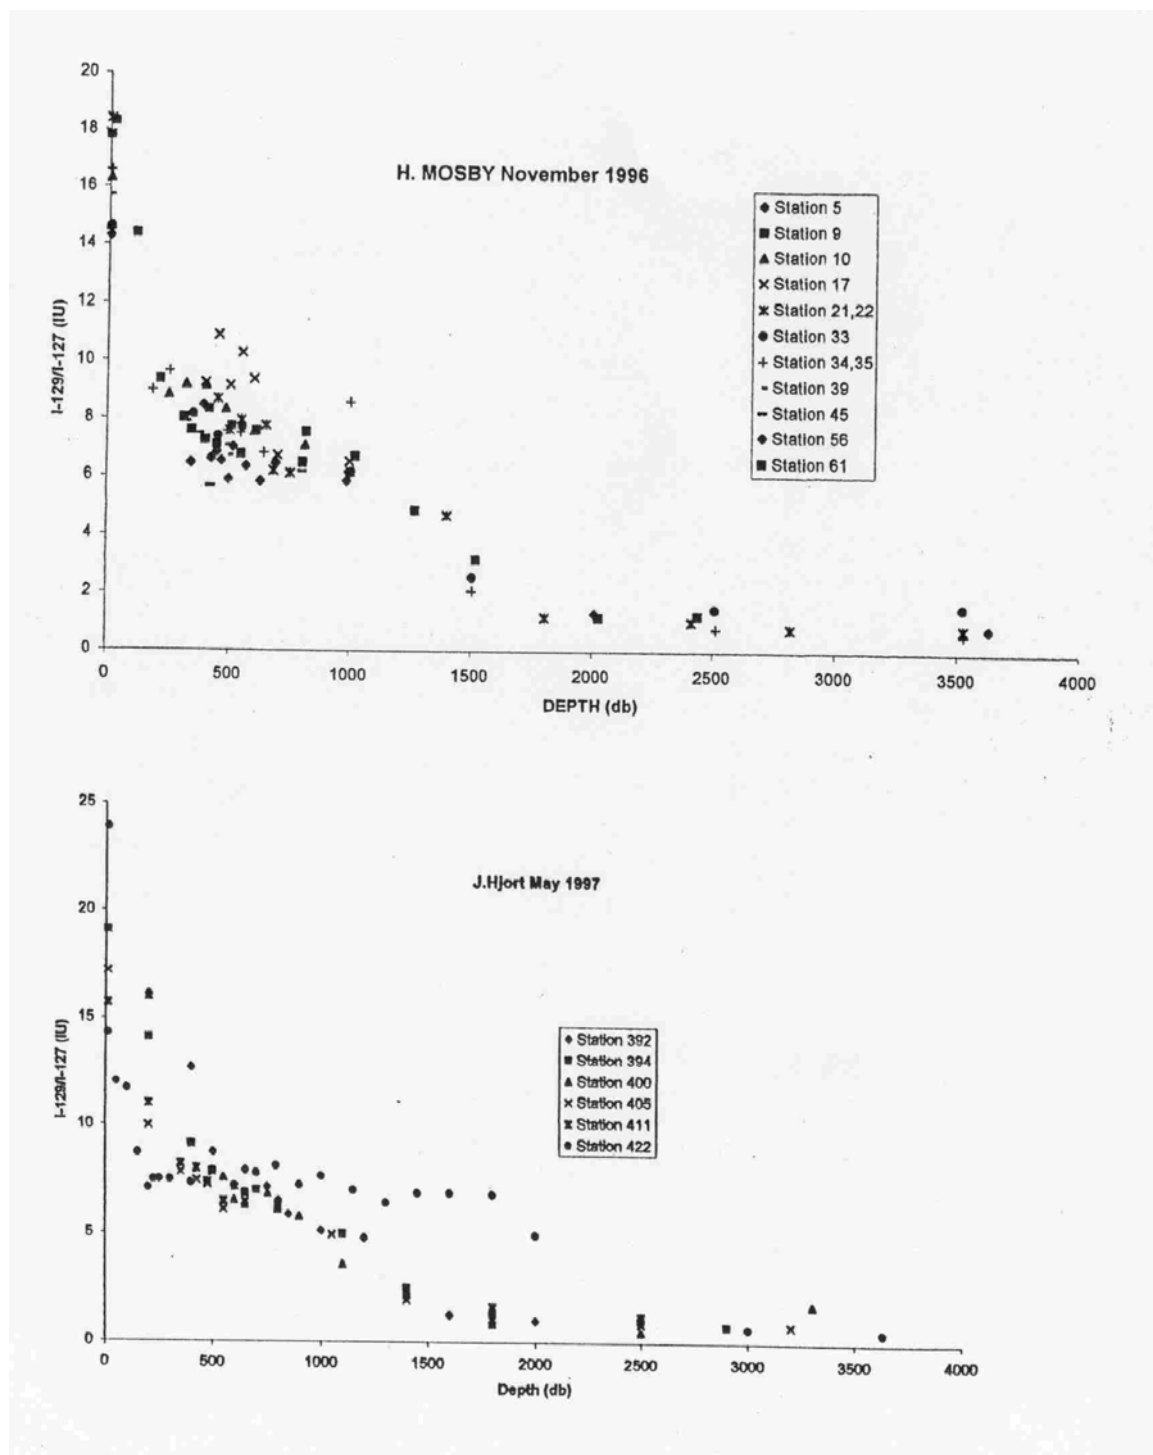 20
18
16
14
12
10
8
6
4
2
0
I-129/I-127 (IU)
H. MOSBY November 1996
Station 5
Station 9
Station 10
Station 17
Station 21,22
Station 33
Station 34,35
Station 39
Station 45
Station 56
Station 61
0 500 1000 1500 2000 2500 3000 3500 4000
DEPTH (db)
25
20
15
10
5
0
I-129/I-127 (IU)
J.Hjort May 1997
Station 392
Station 394
Station 400
Station 405
Station 411
Station 422
0 500 1000 1500 2000 2500 3000 3500 4000
Depth (db)